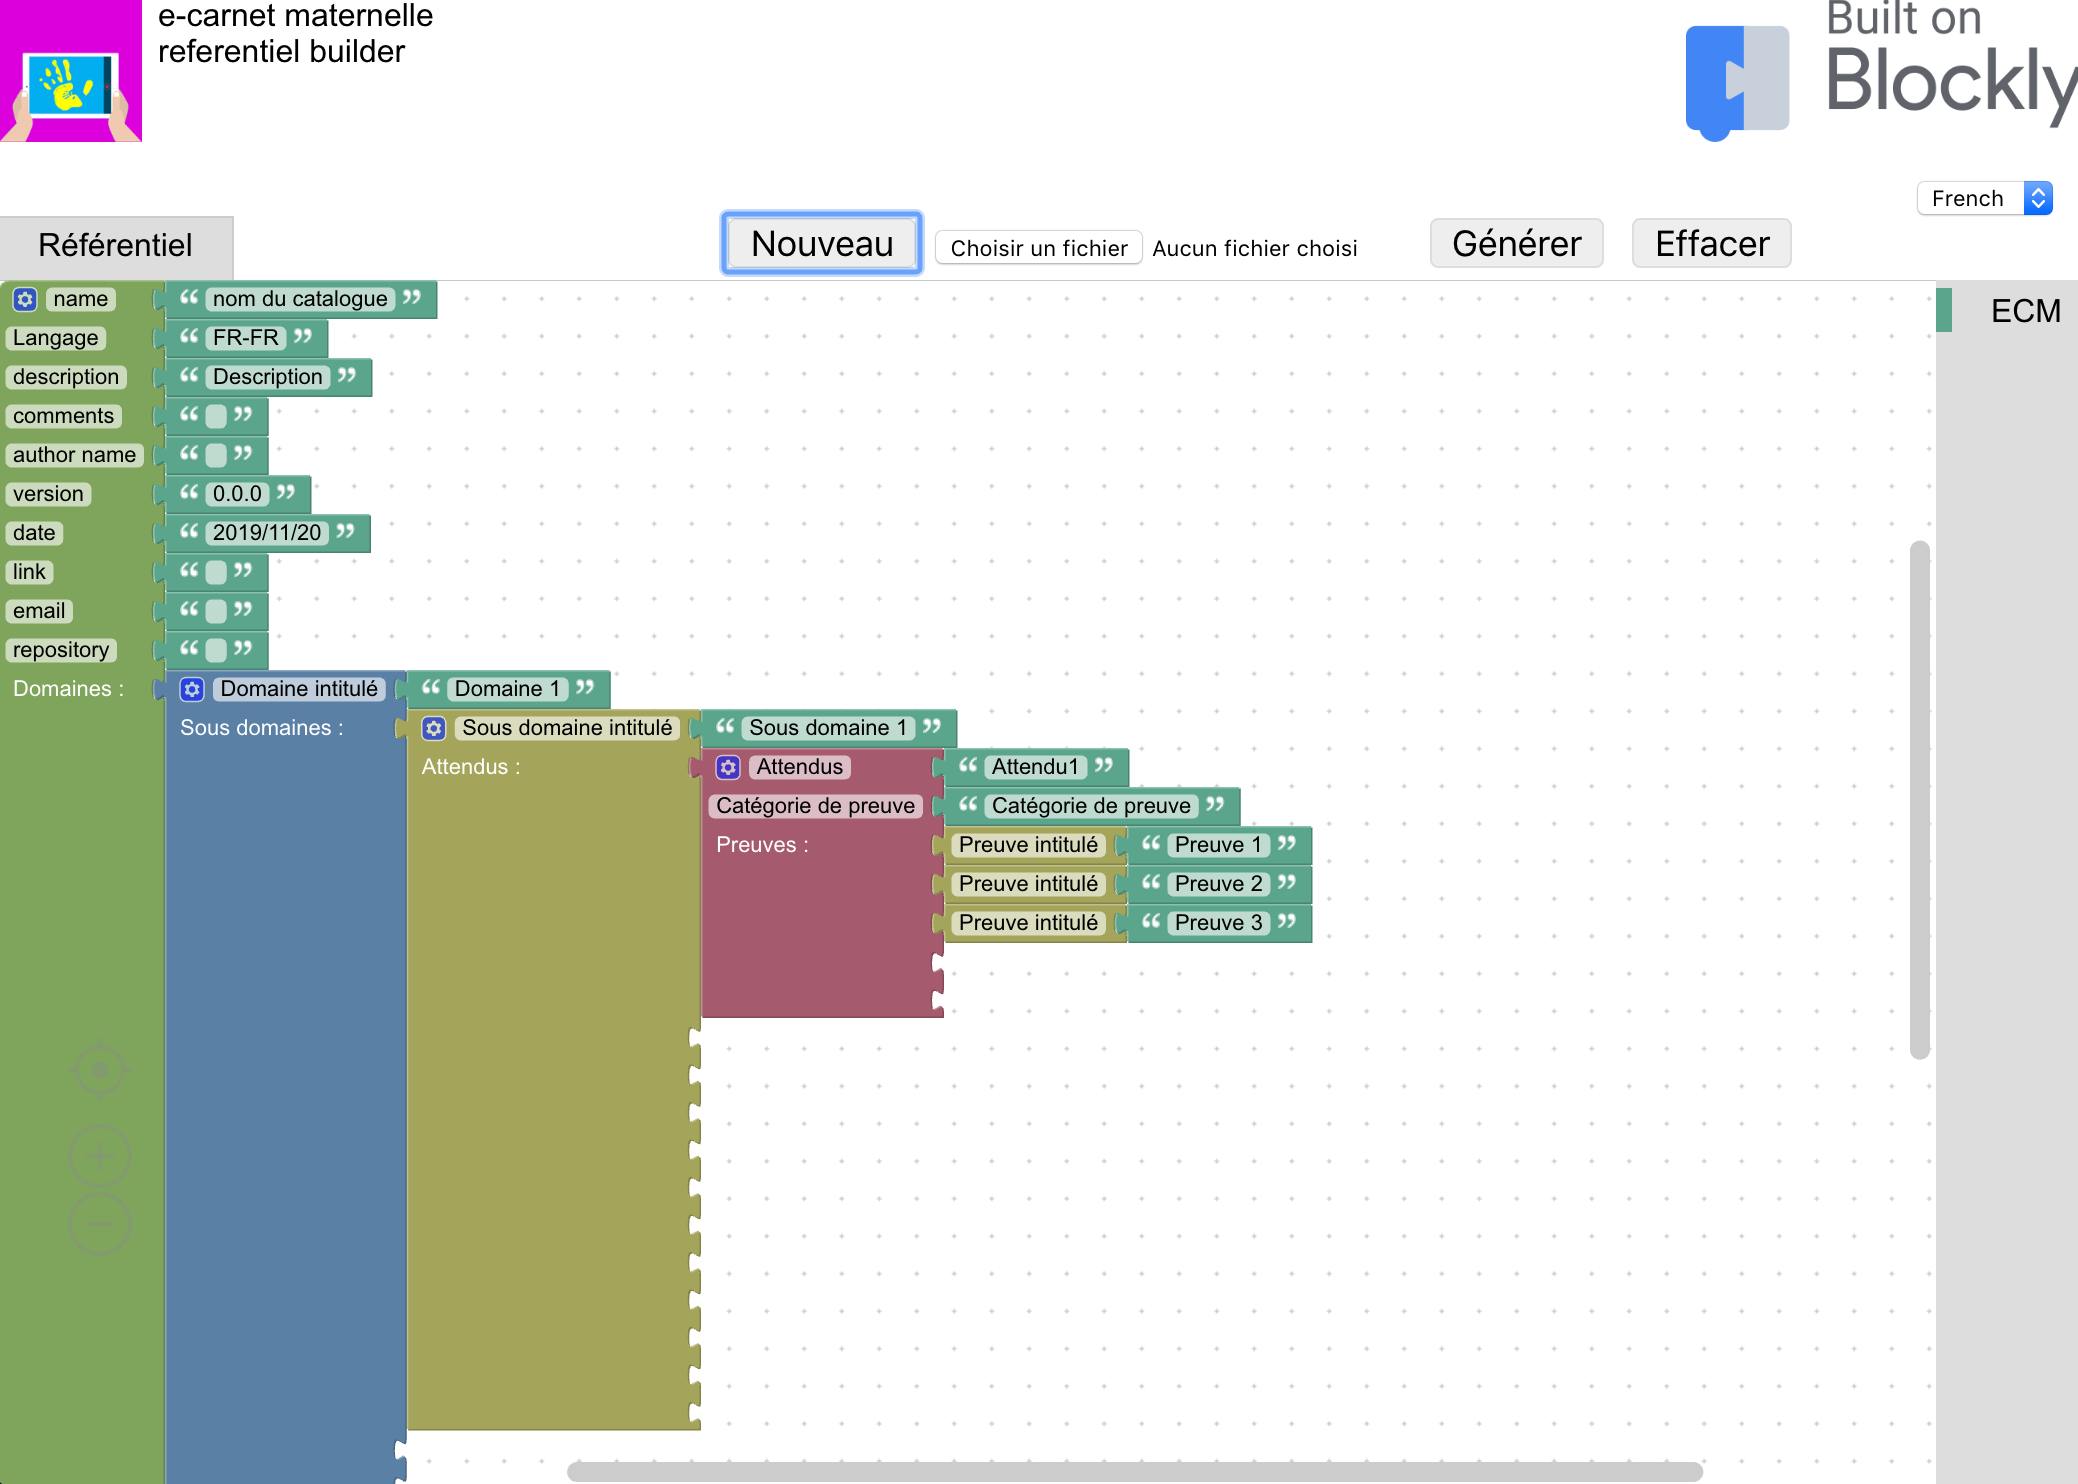 e-carnet maternelle
referentiel builder
Built on
Blockly
French
Référentiel
Nouveau Choisir un fichier Aucun fichier choisi Générer Effacer
ECM
name “ nom du catalogue ”
Langage “ FR-FR ”
description “ Description ”
comments “ ”
author name “ ”
version “ 0.0.0 ”
date “ 2019/11/20 ”
link “ ”
email “ ”
repository “ ”
Domaines : Domaine intitulé “ Domaine 1 ”
Sous domaines : Sous domaine intitulé “ Sous domaine 1 ”
Attendus : Attendus “ Attendu1 ”
Catégorie de preuve “ Catégorie de preuve ”
Preuves : Preuve intitulé “ Preuve 1 ”
Preuve intitulé “ Preuve 2 ”
Preuve intitulé “ Preuve 3 ”